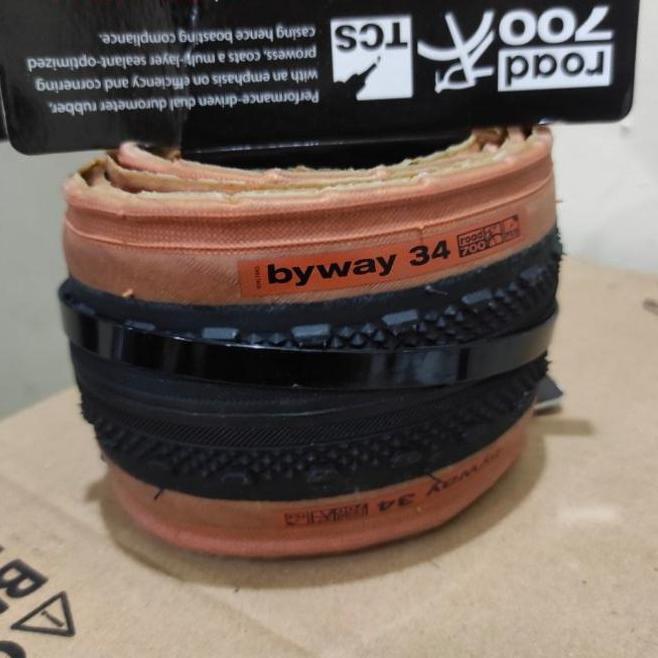 Performance-driven dual durometer rubber,
with an emphasis on efficiency and cornering
prowess, coats a multi-layer sealant-optimized
casing hence boasting compliance.
TCS
road
700
byway 34
road
700
byway 34